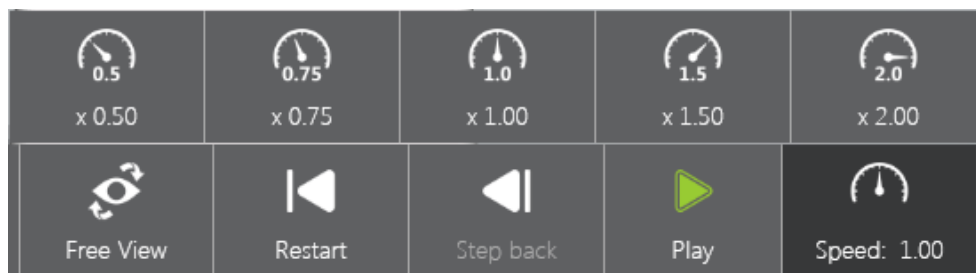 0.5
0.75
1.0
1.5
2.0
x 0.50
x 0.75
x 1.00
x 1.50
x 2.00
Free View
Restart
Step back
Play
Speed: 1.00